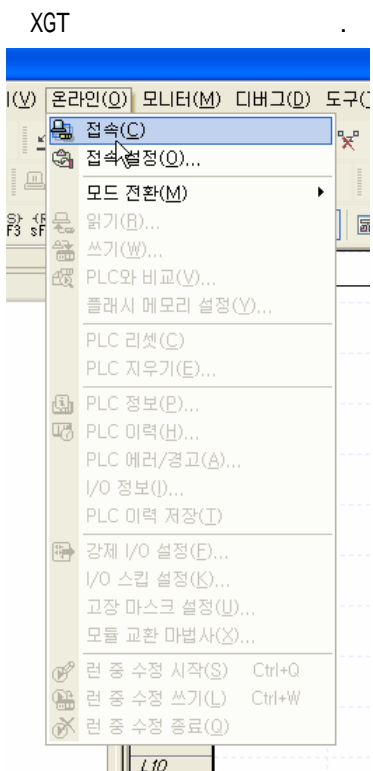 XGT .
I(V) 온라인(O) 모니터(M) 디버그(D) 도구(
접속(C)
접속 설정(O)...
모드 전환(M)
읽기(R)...
쓰기(W)...
PLC와 비교(V)...
플래시 메모리 설정(Y)...
PLC 리셋(C)
PLC 지우기(E)...
PLC 정보(P)...
PLC 이력(H)...
PLC 에러/경고(A)...
I/O 정보(I)...
PLC 이력 저장(T)
강제 I/O 설정(F)...
I/O 스킵 설정(K)...
고장 마스크 설정(U)...
모듈 교환 마법사(X)...
런 중 수정 시작(S) Ctrl+Q
런 중 수정 쓰기(L) Ctrl+W
런 중 수정 종료(Q)
L10